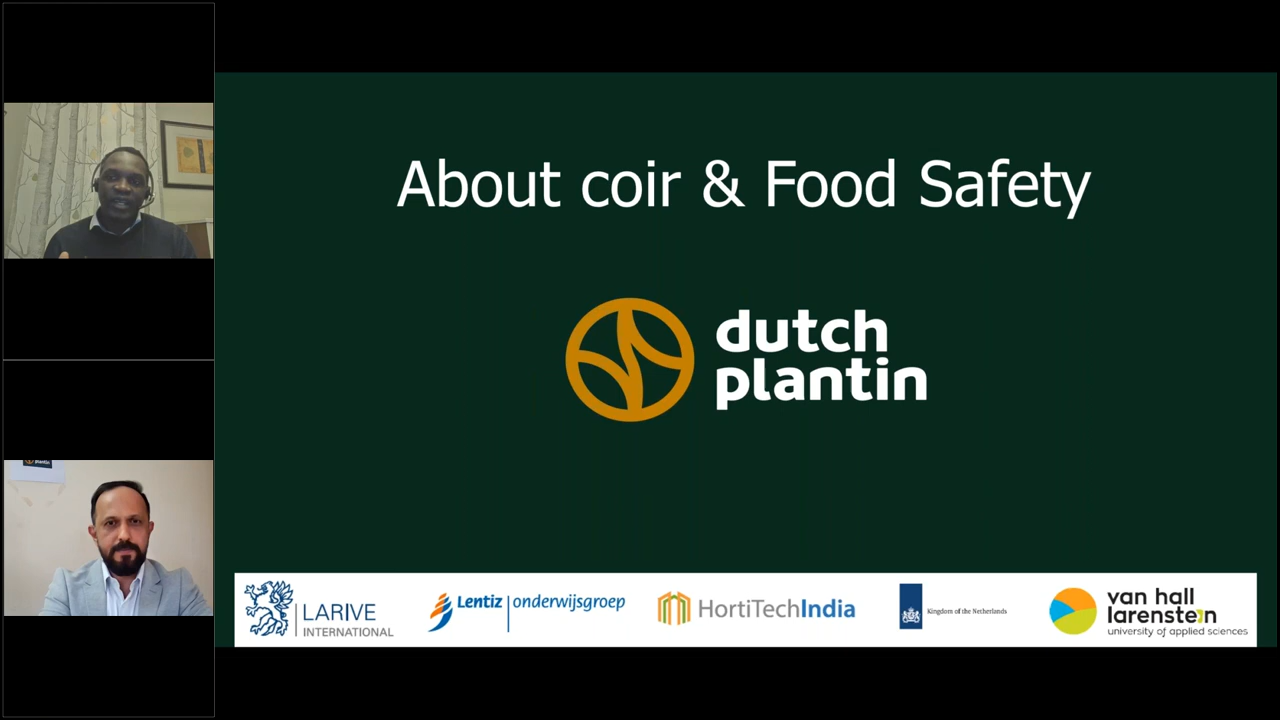 About coir & Food Safety
dutch
plantin
plantin
LARIVE
INTERNATIONAL
Lentiz onderwijsgroep
HortiTechIndia
Kingdom of the Netherlands
van hall
larenstein
university of applied sciences